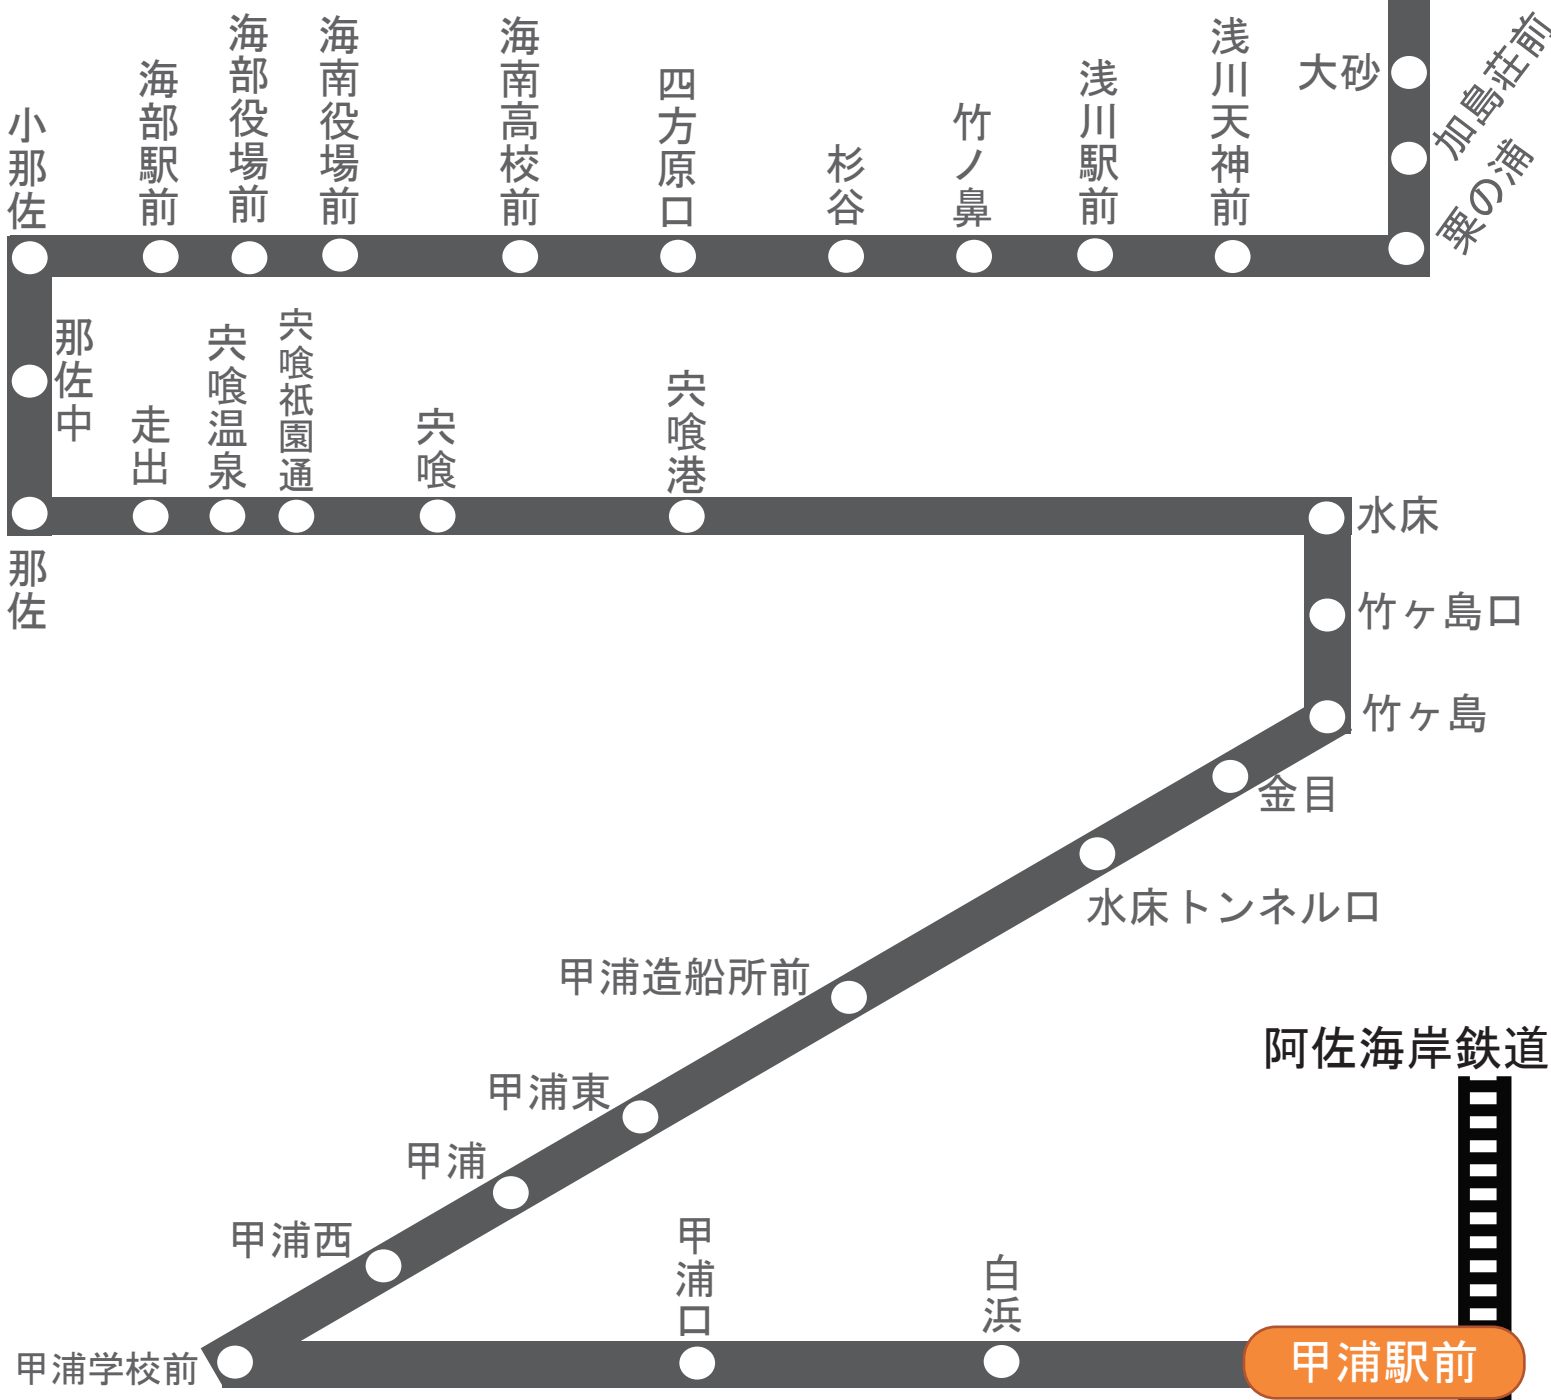 大砂
加島荘前
粟の浦
浅川天神前
浅川駅前
竹ノ鼻
杉谷
四方原口
海南高校前
海南役場前
海部役場前
海部駅前
小那佐
那佐中
那佐
走出
宍喰温泉
宍喰祇園通
宍喰
宍喰港
水床
竹ヶ島口
竹ヶ島
金目
水床トンネル口
甲浦造船所前
甲浦東
甲浦
甲浦西
甲浦学校前
甲浦口
白浜
甲浦駅前
阿佐海岸鉄道